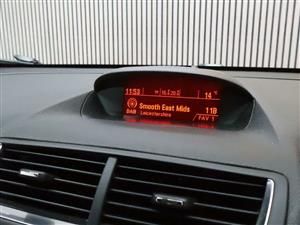 11:53 14 °C
Smooth East Mids 11B
DAB Leicestershire FAV 1